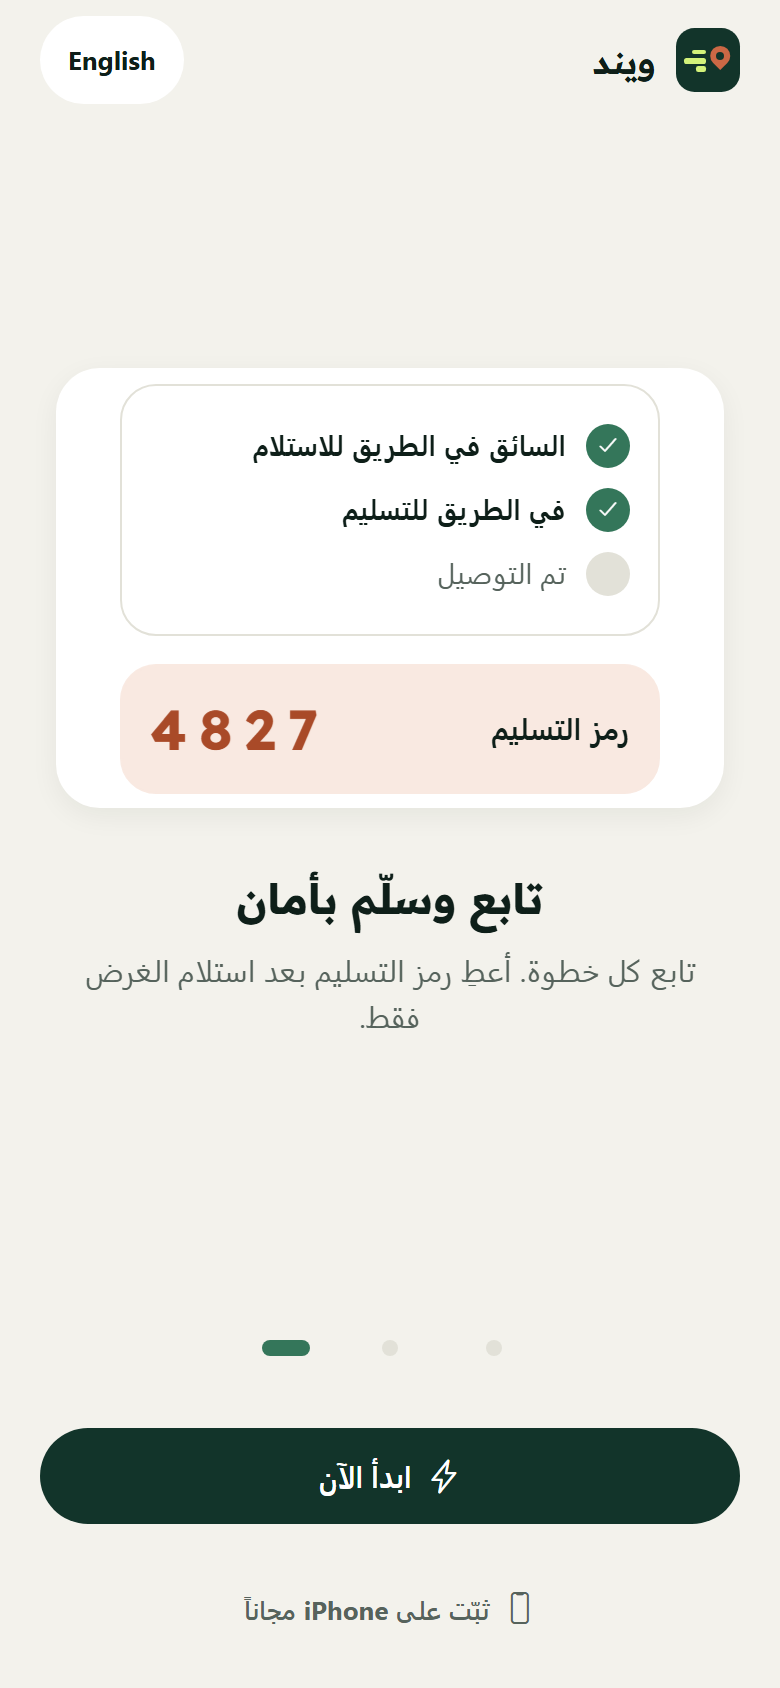 ويند
English
السائق في الطريق للاستلام
في الطريق للتسليم
تم التوصيل
رمز التسليم
4827
تابع وسلّم بأمان
تابع كل خطوة. أعطِ رمز التسليم بعد استلام الغرض
فقط.
ابدأ الآن
ثبّت على iPhone مجاناً